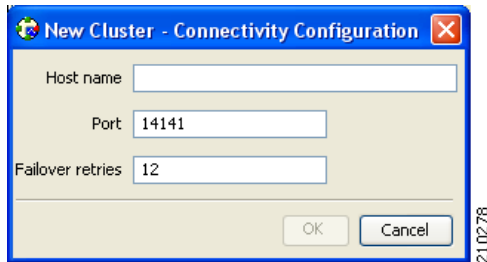 New Cluster - Connectivity Configuration
Host name
Port 14141
Failover retries 12
OK Cancel
210278